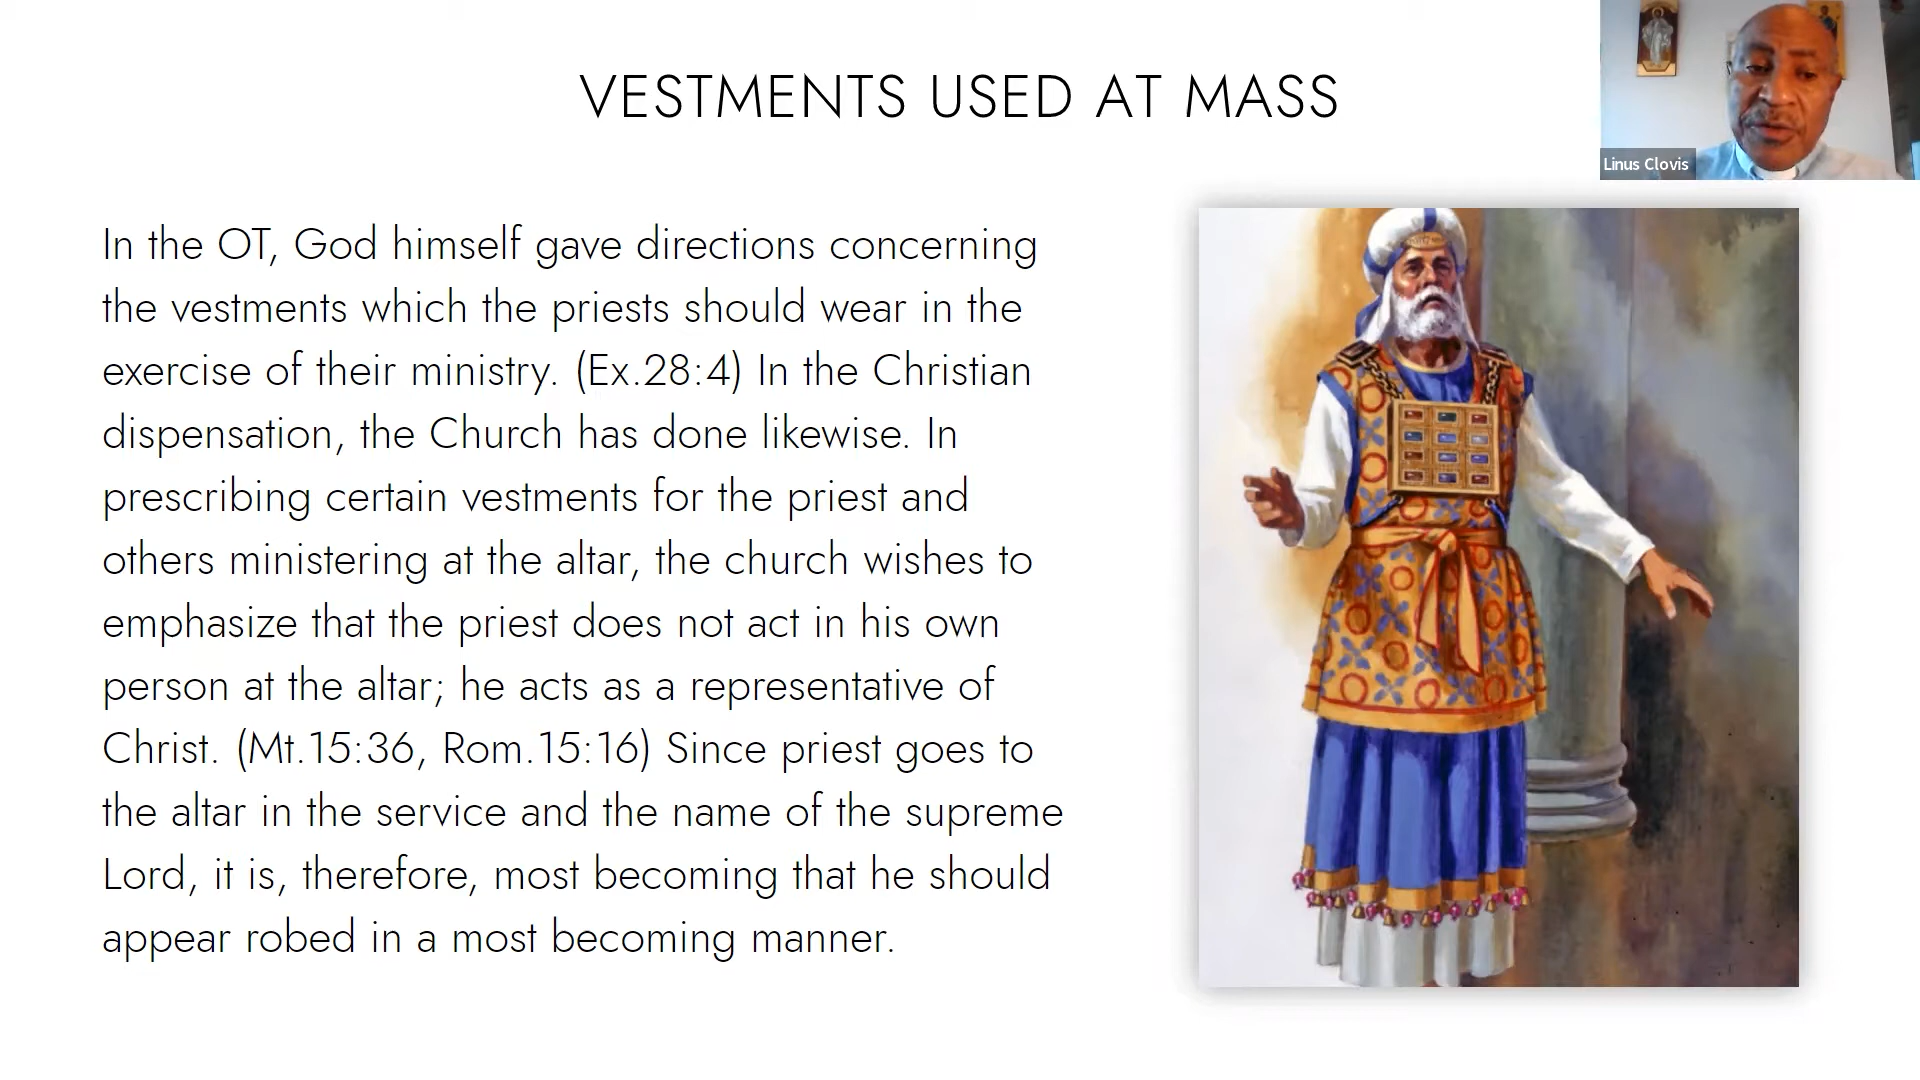 VESTMENTS USED AT MASS
Linus Clovis
In the OT, God himself gave directions concerning
the vestments which the priests should wear in the
exercise of their ministry. (Ex.28:4) In the Christian
dispensation, the Church has done likewise. In
prescribing certain vestments for the priest and
others ministering at the altar, the church wishes to
emphasize that the priest does not act in his own
person at the altar; he acts as a representative of
Christ. (Mt.15:36, Rom.15:16) Since priest goes to
the altar in the service and the name of the supreme
Lord, it is, therefore, most becoming that he should
appear robed in a most becoming manner.